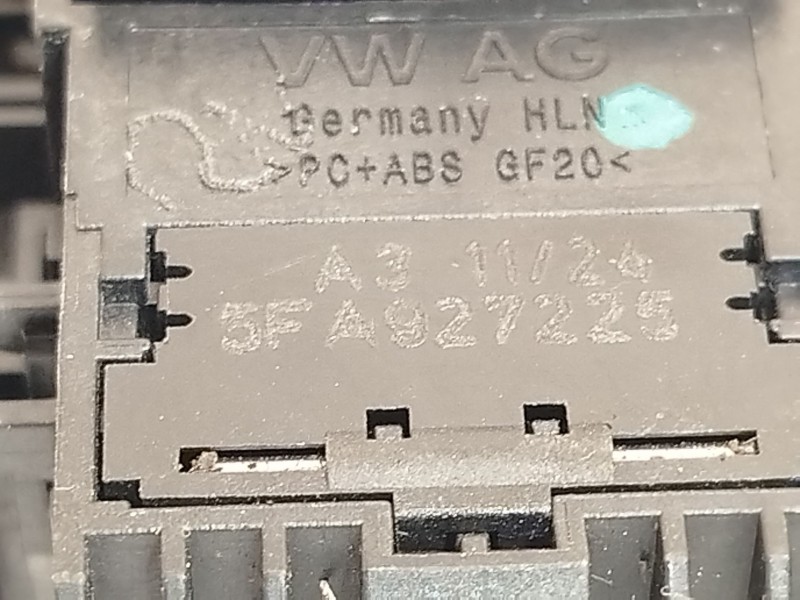 VW AG
Germany HLN
>PC+ABS GF20<
A3 11/24
5FA927225